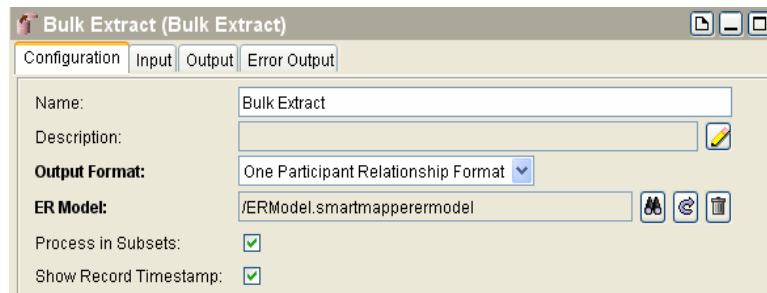 Bulk Extract (Bulk Extract)
Configuration Input Output Error Output
Name: Bulk Extract
Description:
Output Format: One Participant Relationship Format
ER Model: /ERModel.smartmapperermodel
Process in Subsets:
Show Record Timestamp: